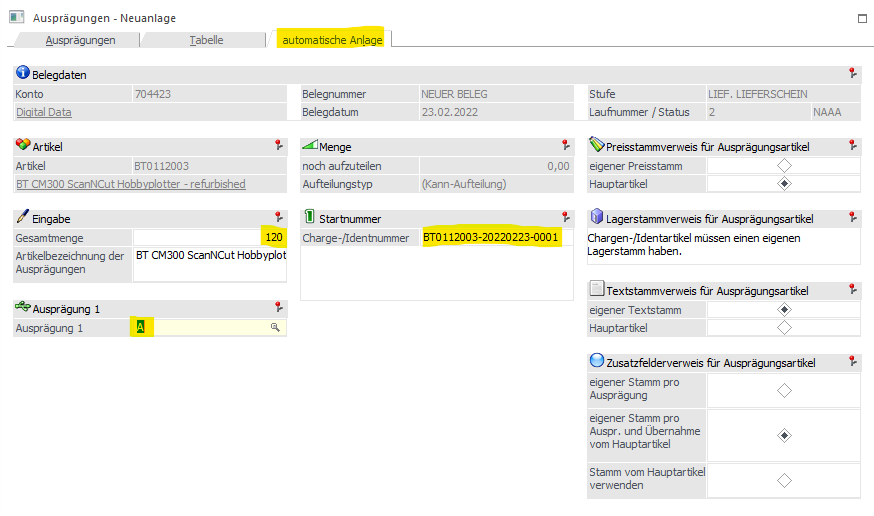 Ausprägungen - Neuanlage
Ausprägungen
Tabelle
automatische Anlage
Belegdaten
Konto 704423 Belegnummer NEUER BELEG Stufe LIEF. LIEFERSCHEIN
Digital Data Belegdatum 23.02.2022 Laufnummer / Status 2 NAAA
Artikel
Artikel BT0112003
BT CM300 ScanNCut Hobbyplotter - refurbished
Menge
noch aufzuteilen 0,00
Aufteilungstyp (Kann-Aufteilung)
Preisstammverweis für Ausprägungsartikel
eigener Preisstamm
Hauptartikel
Eingabe
Gesamtmenge 120
Artikelbezeichnung der BT CM300 ScanNCut Hobbyplot
Ausprägungen
Startnummer
Charge-/Identnummer BT0112003-20220223-0001
Lagerstammverweis für Ausprägungsartikel
Chargen-/Identartikel müssen einen eigenen
Lagerstamm haben.
Ausprägung 1
Ausprägung 1 A
Textstammverweis für Ausprägungsartikel
eigener Textstamm
Hauptartikel
Zusatzfelderverweis für Ausprägungsartikel
eigener Stamm pro
Ausprägung
eigener Stamm pro
Auspr. und Übernahme
vom Hauptartikel
Stamm vom Hauptartikel
verwenden